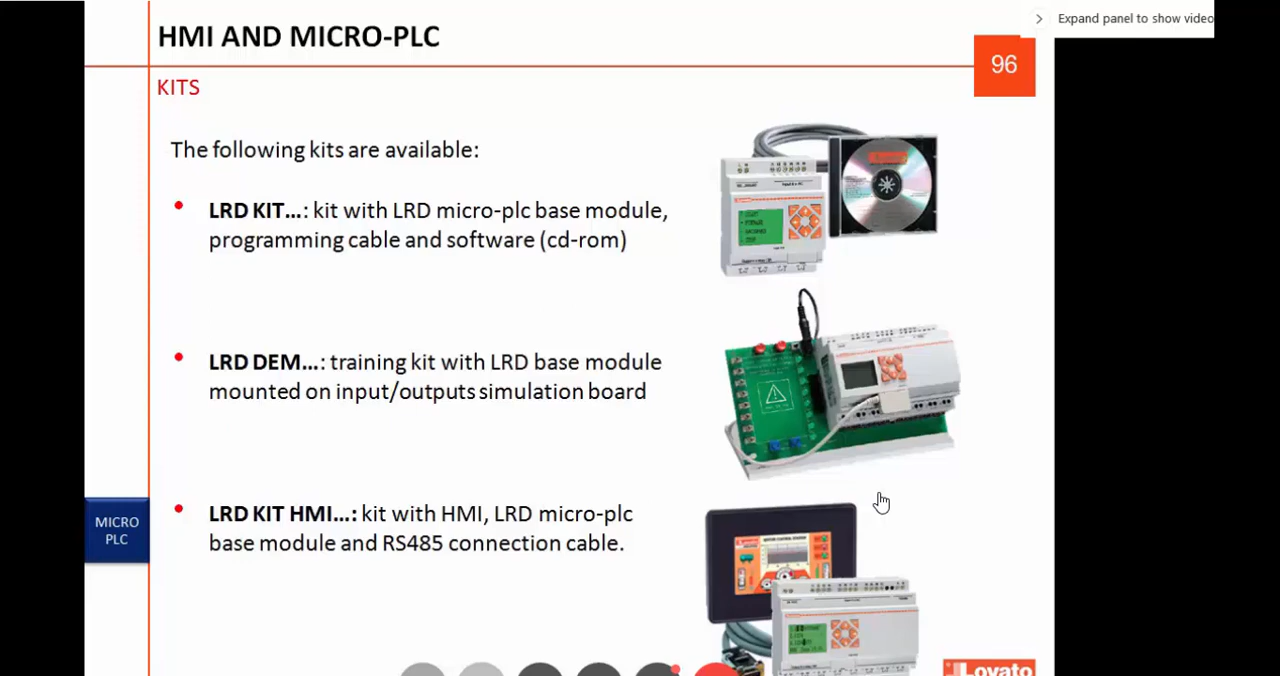 HMI AND MICRO-PLC
Expand panel to show video
96
KITS
The following kits are available:
LRD KIT...: kit with LRD micro-plc base module,
programming cable and software (cd-rom)
LRD DEM...: training kit with LRD base module
mounted on input/outputs simulation board
MICRO
PLC
LRD KIT HMI...: kit with HMI, LRD micro-plc
base module and RS485 connection cable.
Lovato